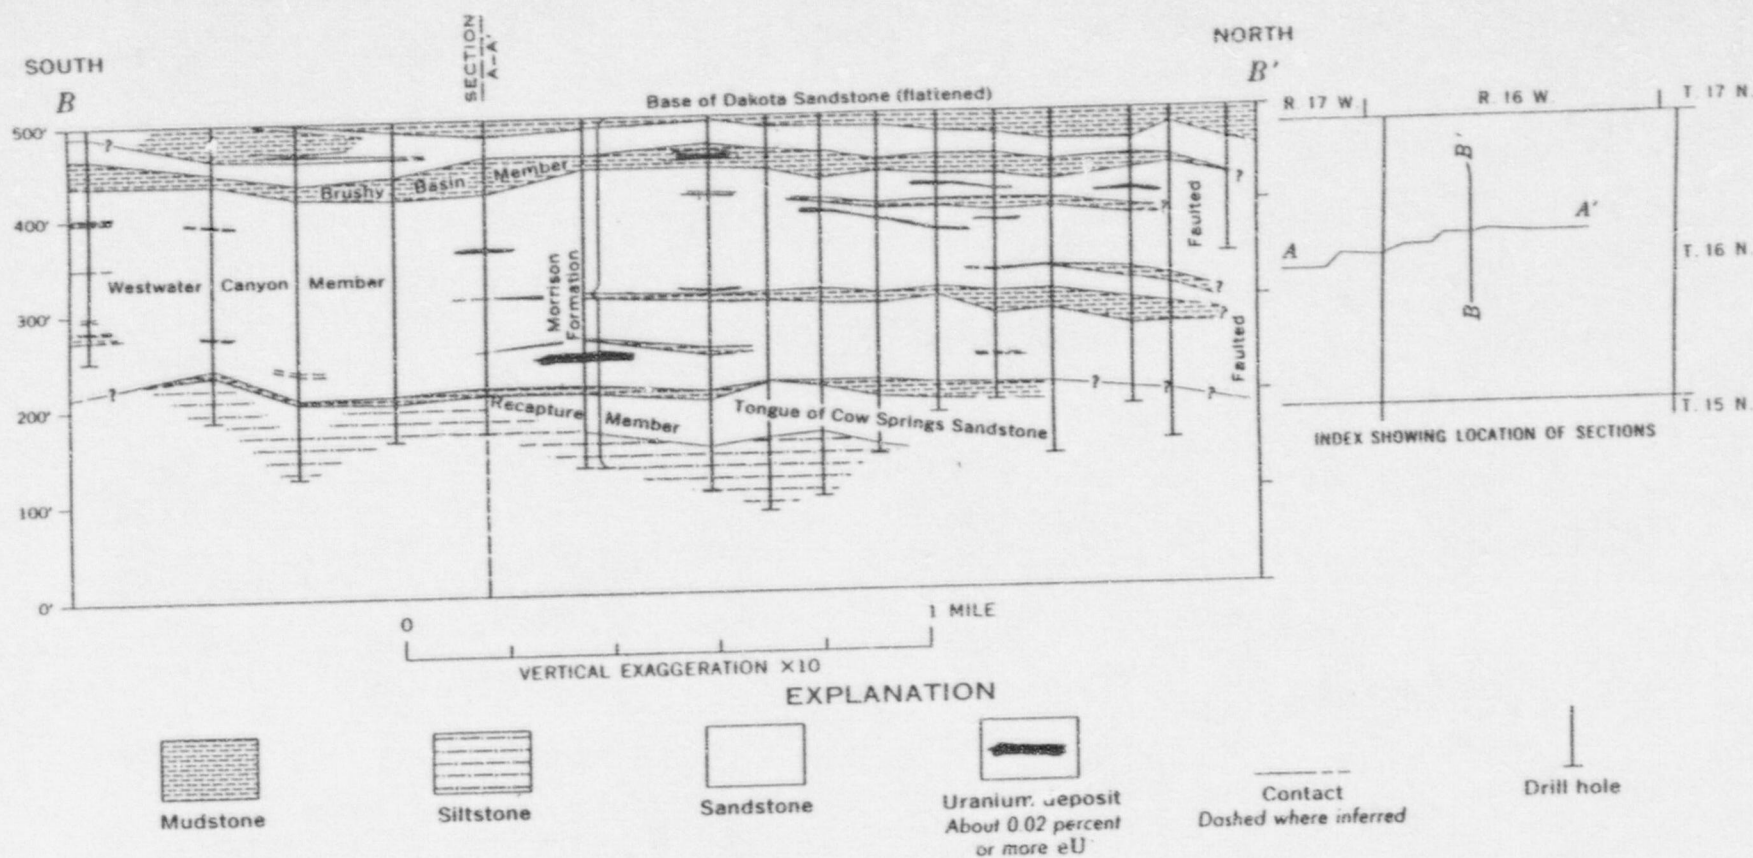 SOUTH
B
SECTION
A-A'
NORTH
B'
Base of Dakota Sandstone (flattened)
500'
400'
300'
200'
100'
0'
?
Brushy Basin Member
?
Westwater Canyon Member
Morrison
Formation
?
?
?
Faulted
Faulted
?
Recapture Member
Tongue of Cow Springs Sandstone
?
?
?
R. 17 W.
R. 16 W.
T. 17 N.
B'
A'
A
T. 16 N.
B
T. 15 N.
INDEX SHOWING LOCATION OF SECTIONS
0
1 MILE
VERTICAL EXAGGERATION X10
EXPLANATION
Mudstone
Siltstone
Sandstone
Uranium deposit
About 0.02 percent
or more eU
Contact
Dashed where inferred
Drill hole